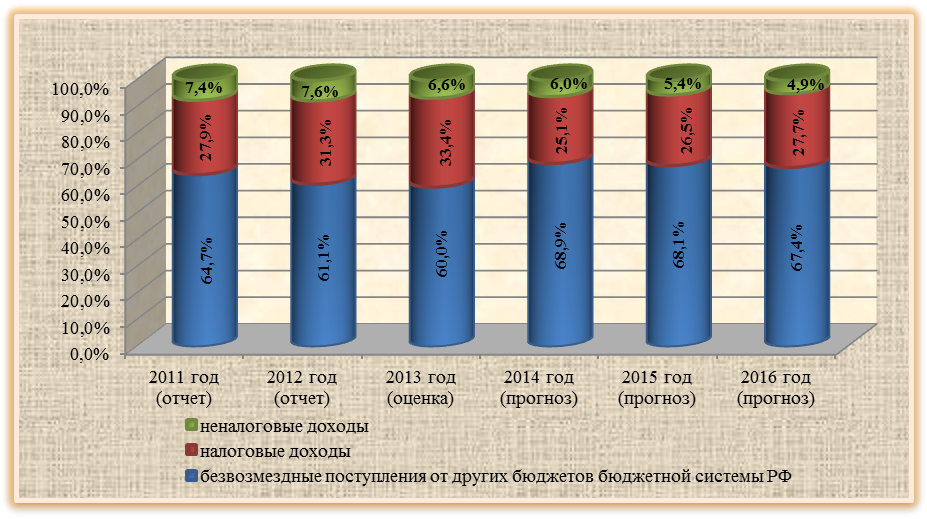 100,0%
90,0%
80,0%
70,0%
60,0%
50,0%
40,0%
30,0%
20,0%
10,0%
0,0%
7,4% 7,6% 6,6% 6,0% 5,4% 4,9%
27,9% 31,3% 33,4% 25,1% 26,5% 27,7%
64,7% 61,1% 60,0% 68,9% 68,1% 67,4%
2011 год 2012 год 2013 год 2014 год 2015 год 2016 год
(отчет) (отчет) (оценка) (прогноз) (прогноз) (прогноз)
неналоговые доходы
налоговые доходы
безвозмездные поступления от других бюджетов бюджетной системы РФ